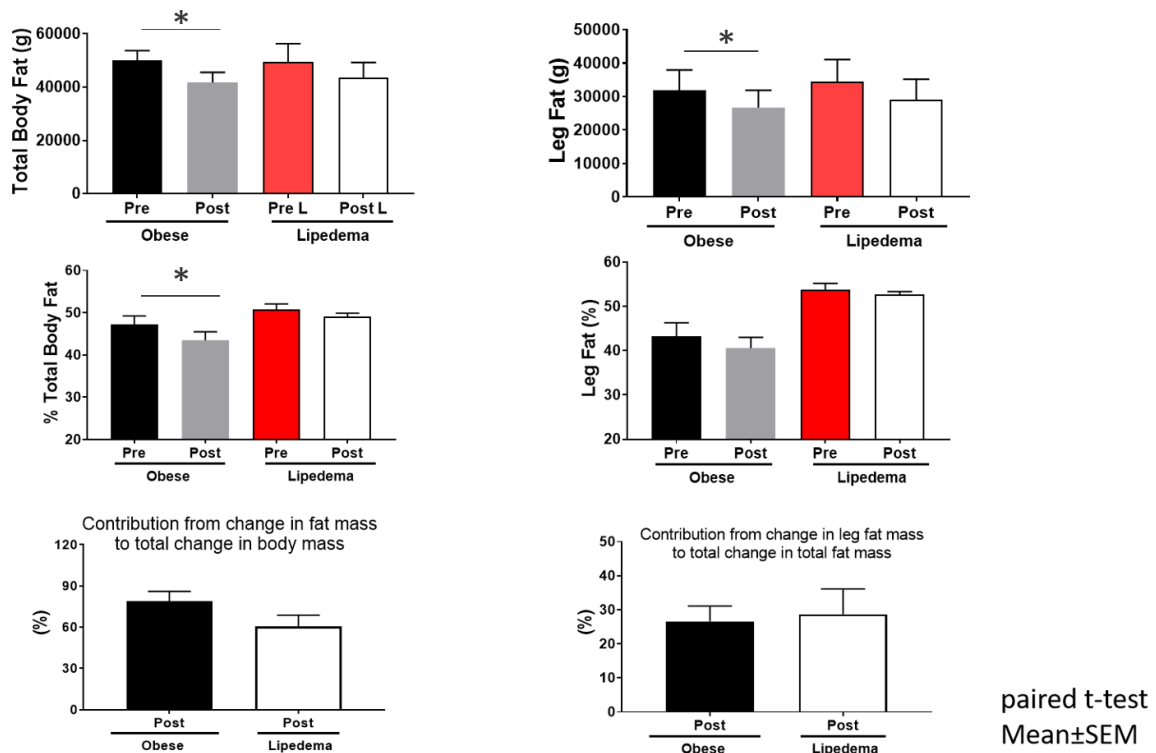 Total Body Fat (g)
60000
40000
20000
0
*
Pre
Post
Pre L
Post L
Obese
Lipedema
Leg Fat (g)
50000
40000
30000
20000
10000
0
*
Pre
Post
Pre
Post
Obese
Lipedema
% Total Body Fat
60
50
40
30
20
*
Pre
Post
Pre
Post
Obese
Lipedema
Leg Fat (%)
60
50
40
30
20
Pre
Post
Pre
Post
Obese
Lipedema
Contribution from change in fat mass
to total change in body mass
(%)
120
90
60
30
0
Post
Post
Obese
Lipedema
Contribution from change in leg fat mass
to total change in total fat mass
(%)
50
40
30
20
10
0
Post
Post
Obese
Lipedema
paired t-test
Mean±SEM